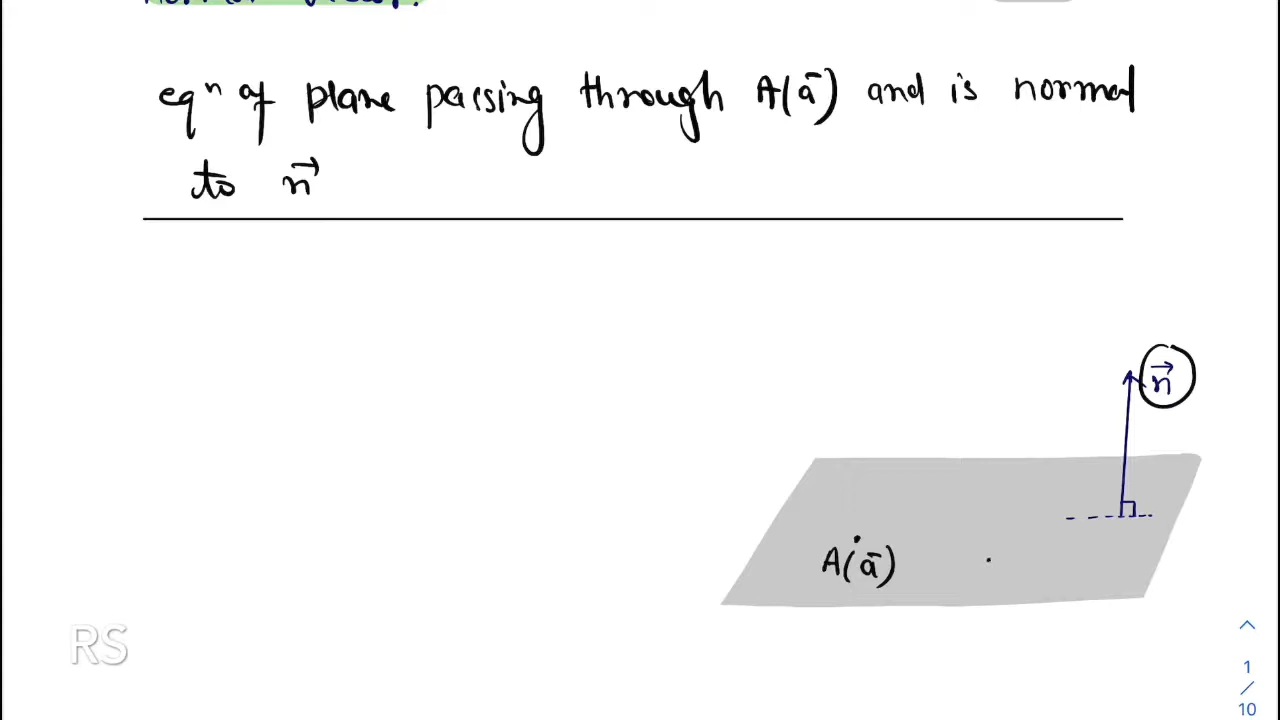 eqⁿ of plane passing through A(ā) and is normal
to n⃗
n⃗
A(ā)
RS
1
/
10